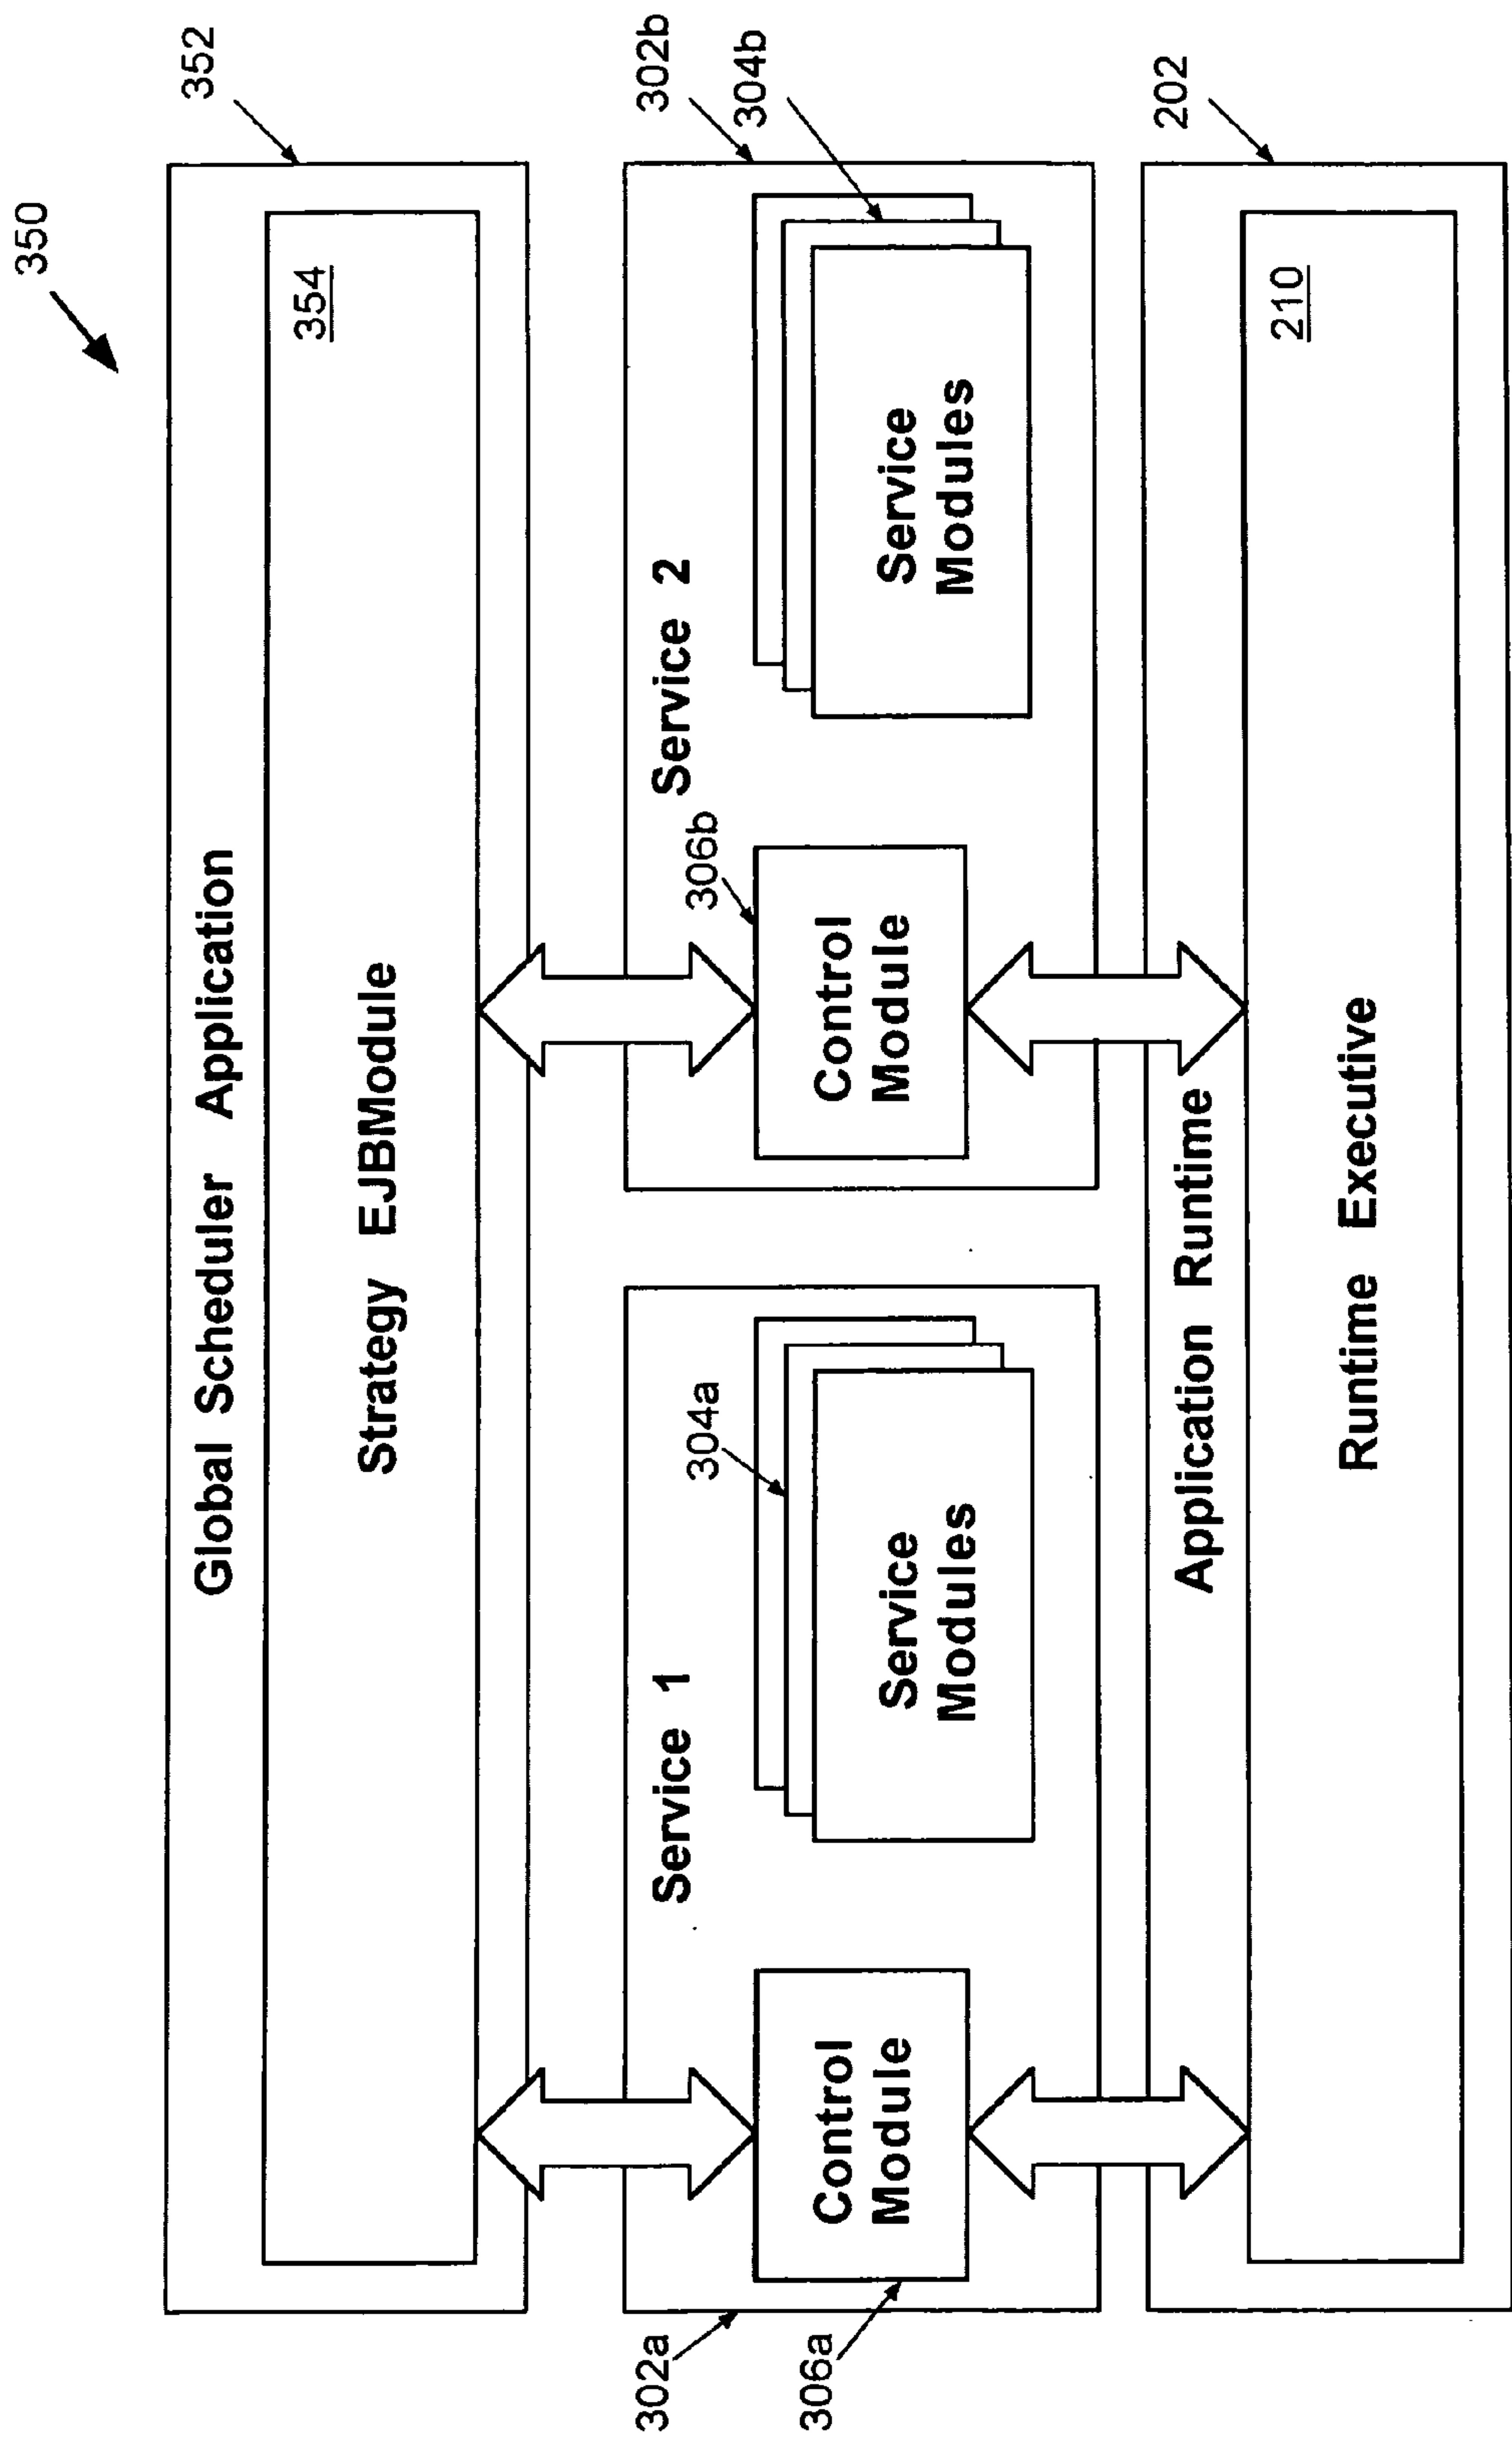 350
352
Global Scheduler Application
354
Strategy EJBModule
302a
302b
Service 1
Service 2
304a
304b
306a
306b
Control
Module
Service
Modules
Control
Module
Service
Modules
202
Application Runtime
210
Runtime Executive